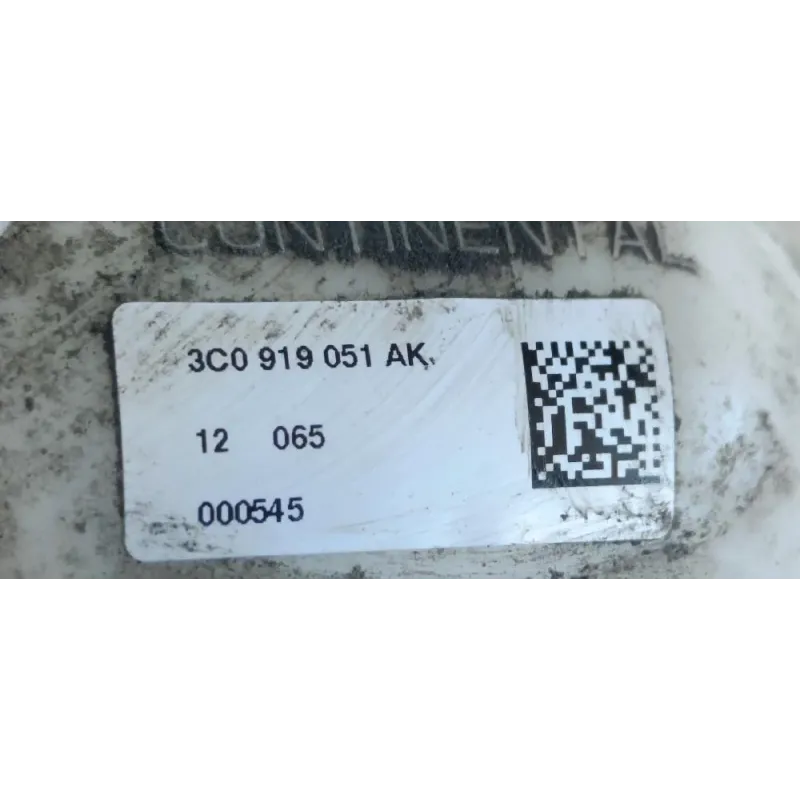 CONTINENTAL
3C0 919 051 AK
12 065
000545